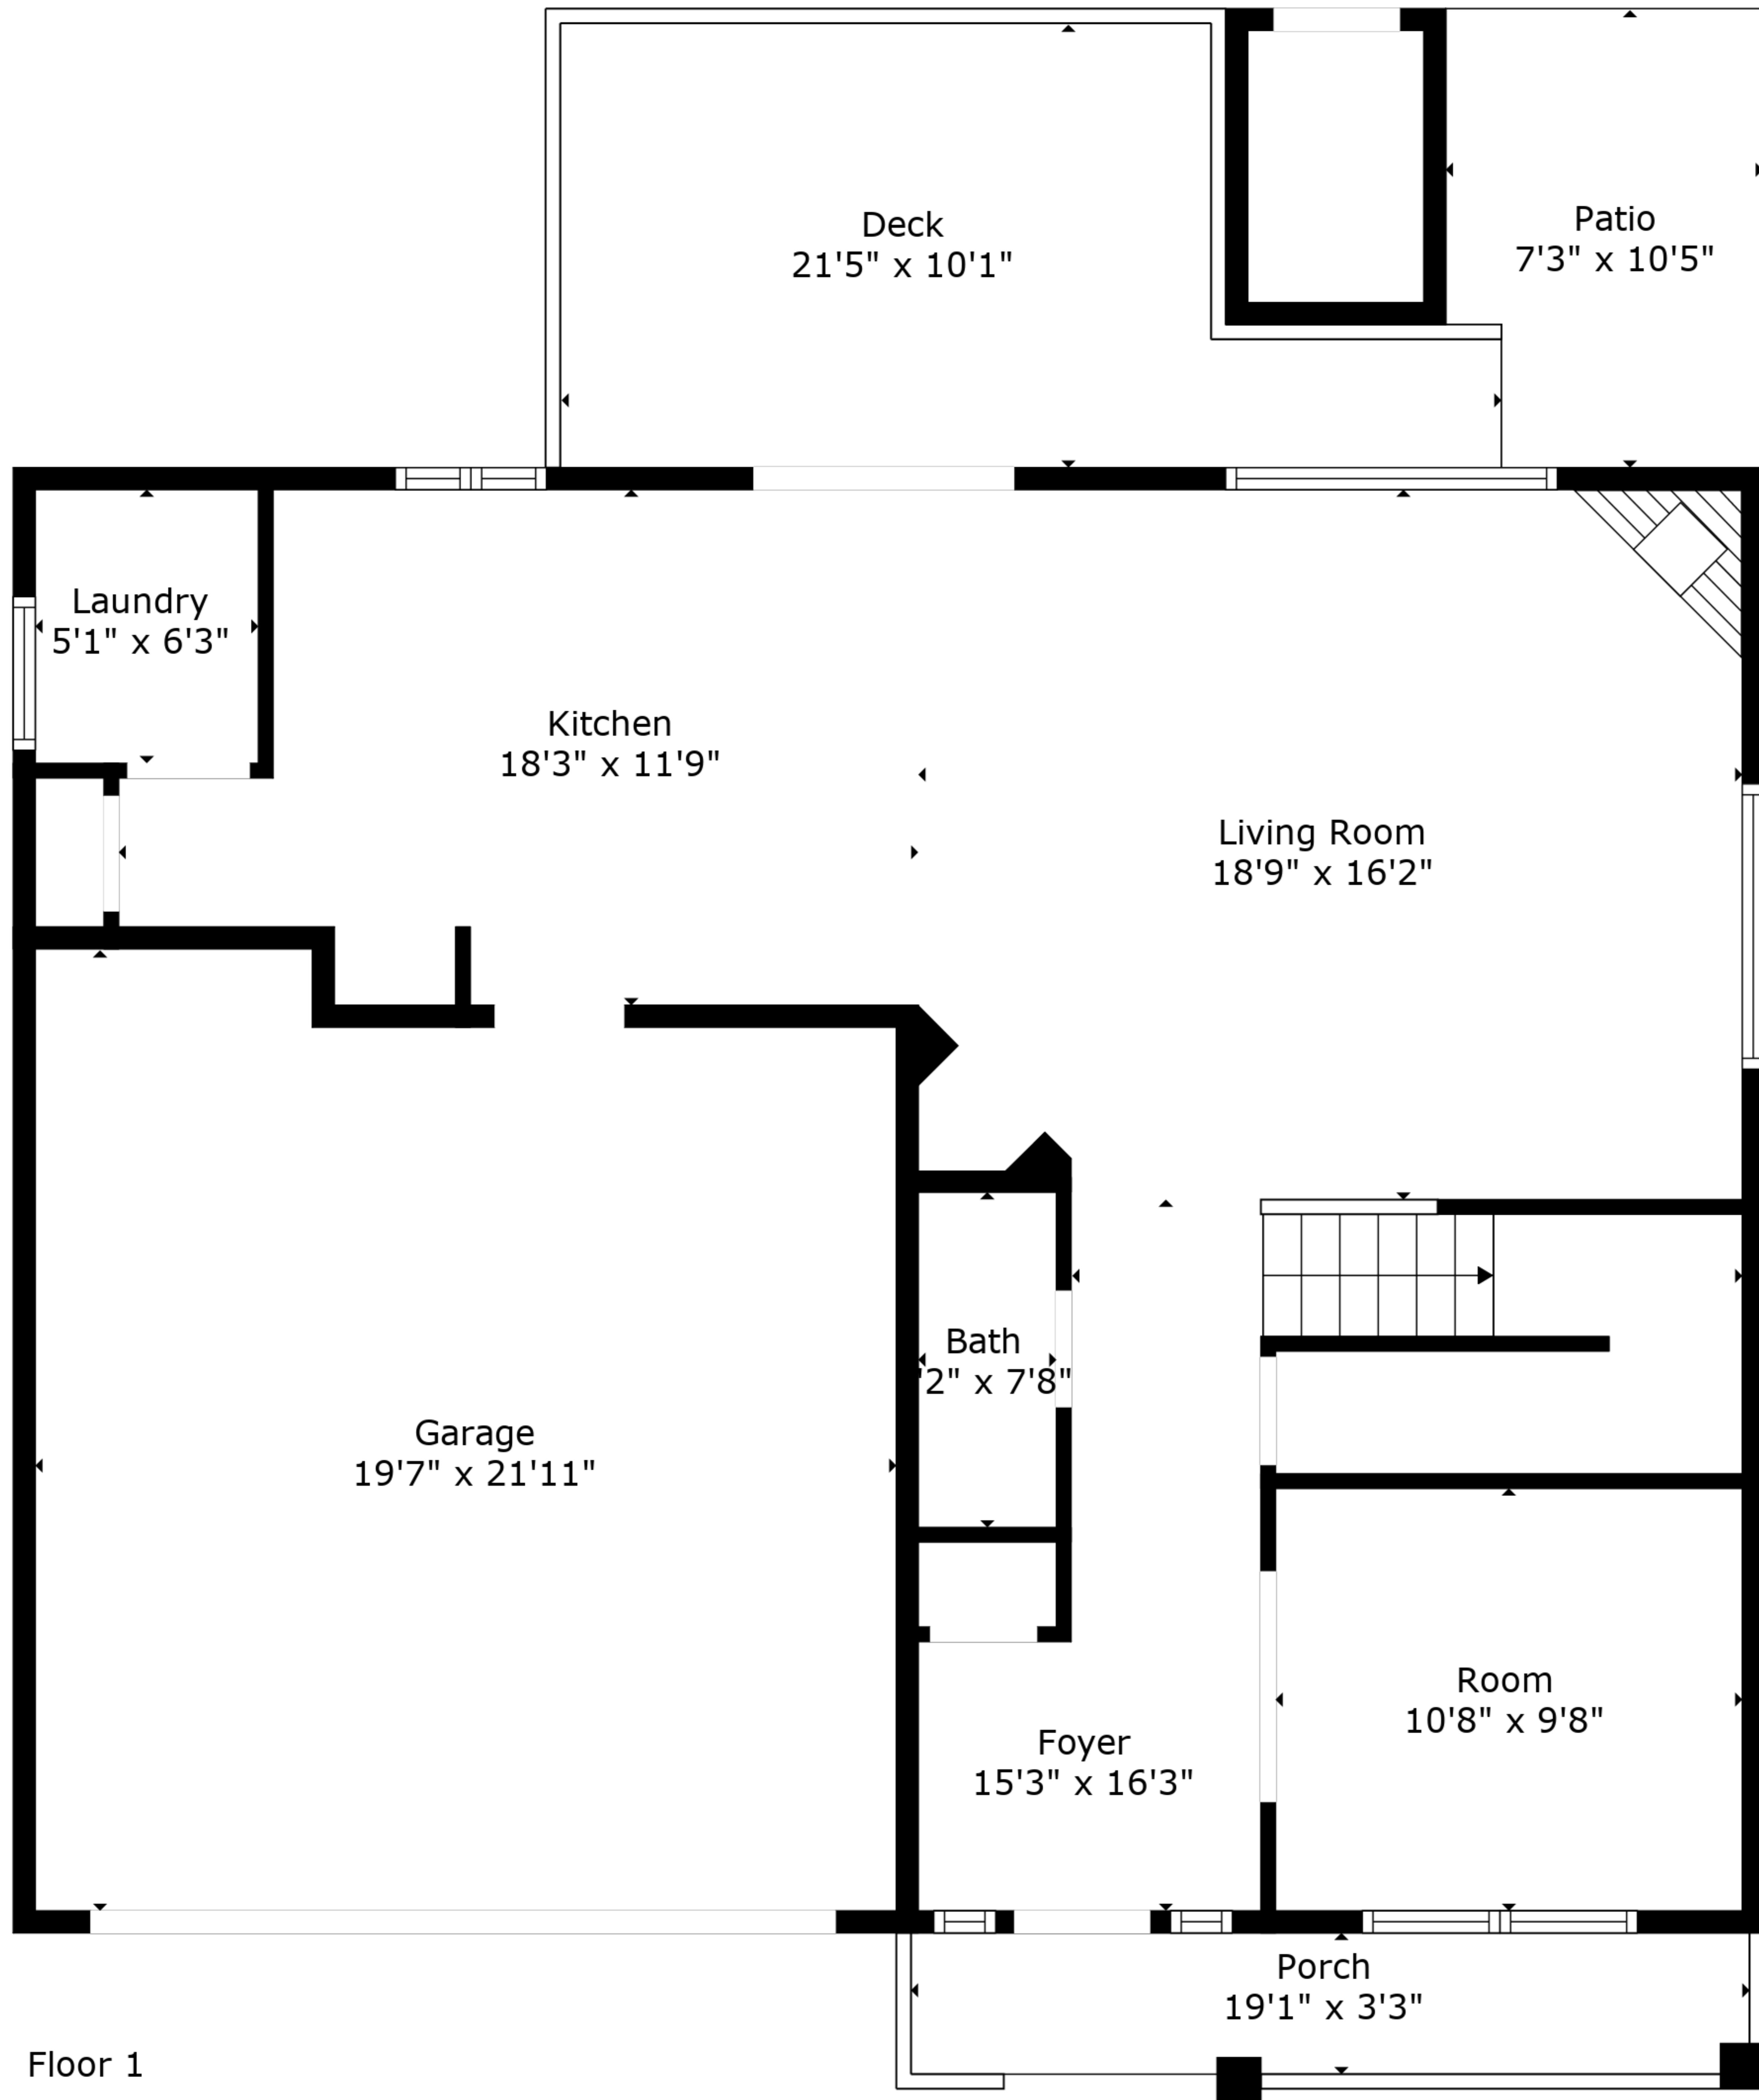 Deck
21'5" x 10'1"
Patio
7'3" x 10'5"
Laundry
5'1" x 6'3"
Kitchen
18'3" x 11'9"
Living Room
18'9" x 16'2"
Bath
'2" x 7'8"
Garage
19'7" x 21'11"
Room
10'8" x 9'8"
Foyer
15'3" x 16'3"
Porch
19'1" x 3'3"
Floor 1